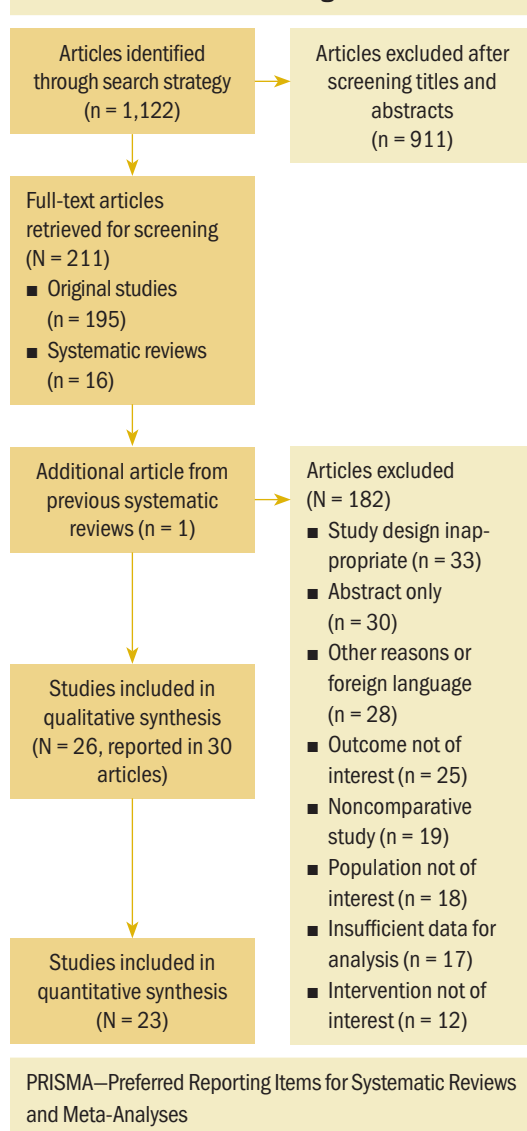 Articles identified
through search strategy
(n = 1,122)
Articles excluded after
screening titles and
abstracts
(n = 911)
Full-text articles
retrieved for screening
(N = 211)
■ Original studies
(n = 195)
■ Systematic reviews
(n = 16)
Additional article from
previous systematic
reviews (n = 1)
Articles excluded
(N = 182)
■ Study design inap-
propriate (n = 33)
■ Abstract only
(n = 30)
■ Other reasons or
foreign language
(n = 28)
■ Outcome not of
interest (n = 25)
■ Noncomparative
study (n = 19)
■ Population not of
interest (n = 18)
■ Insufficient data for
analysis (n = 17)
■ Intervention not of
interest (n = 12)
Studies included in
qualitative synthesis
(N = 26, reported in 30
articles)
Studies included in
quantitative synthesis
(N = 23)
PRISMA—Preferred Reporting Items for Systematic Reviews
and Meta-Analyses